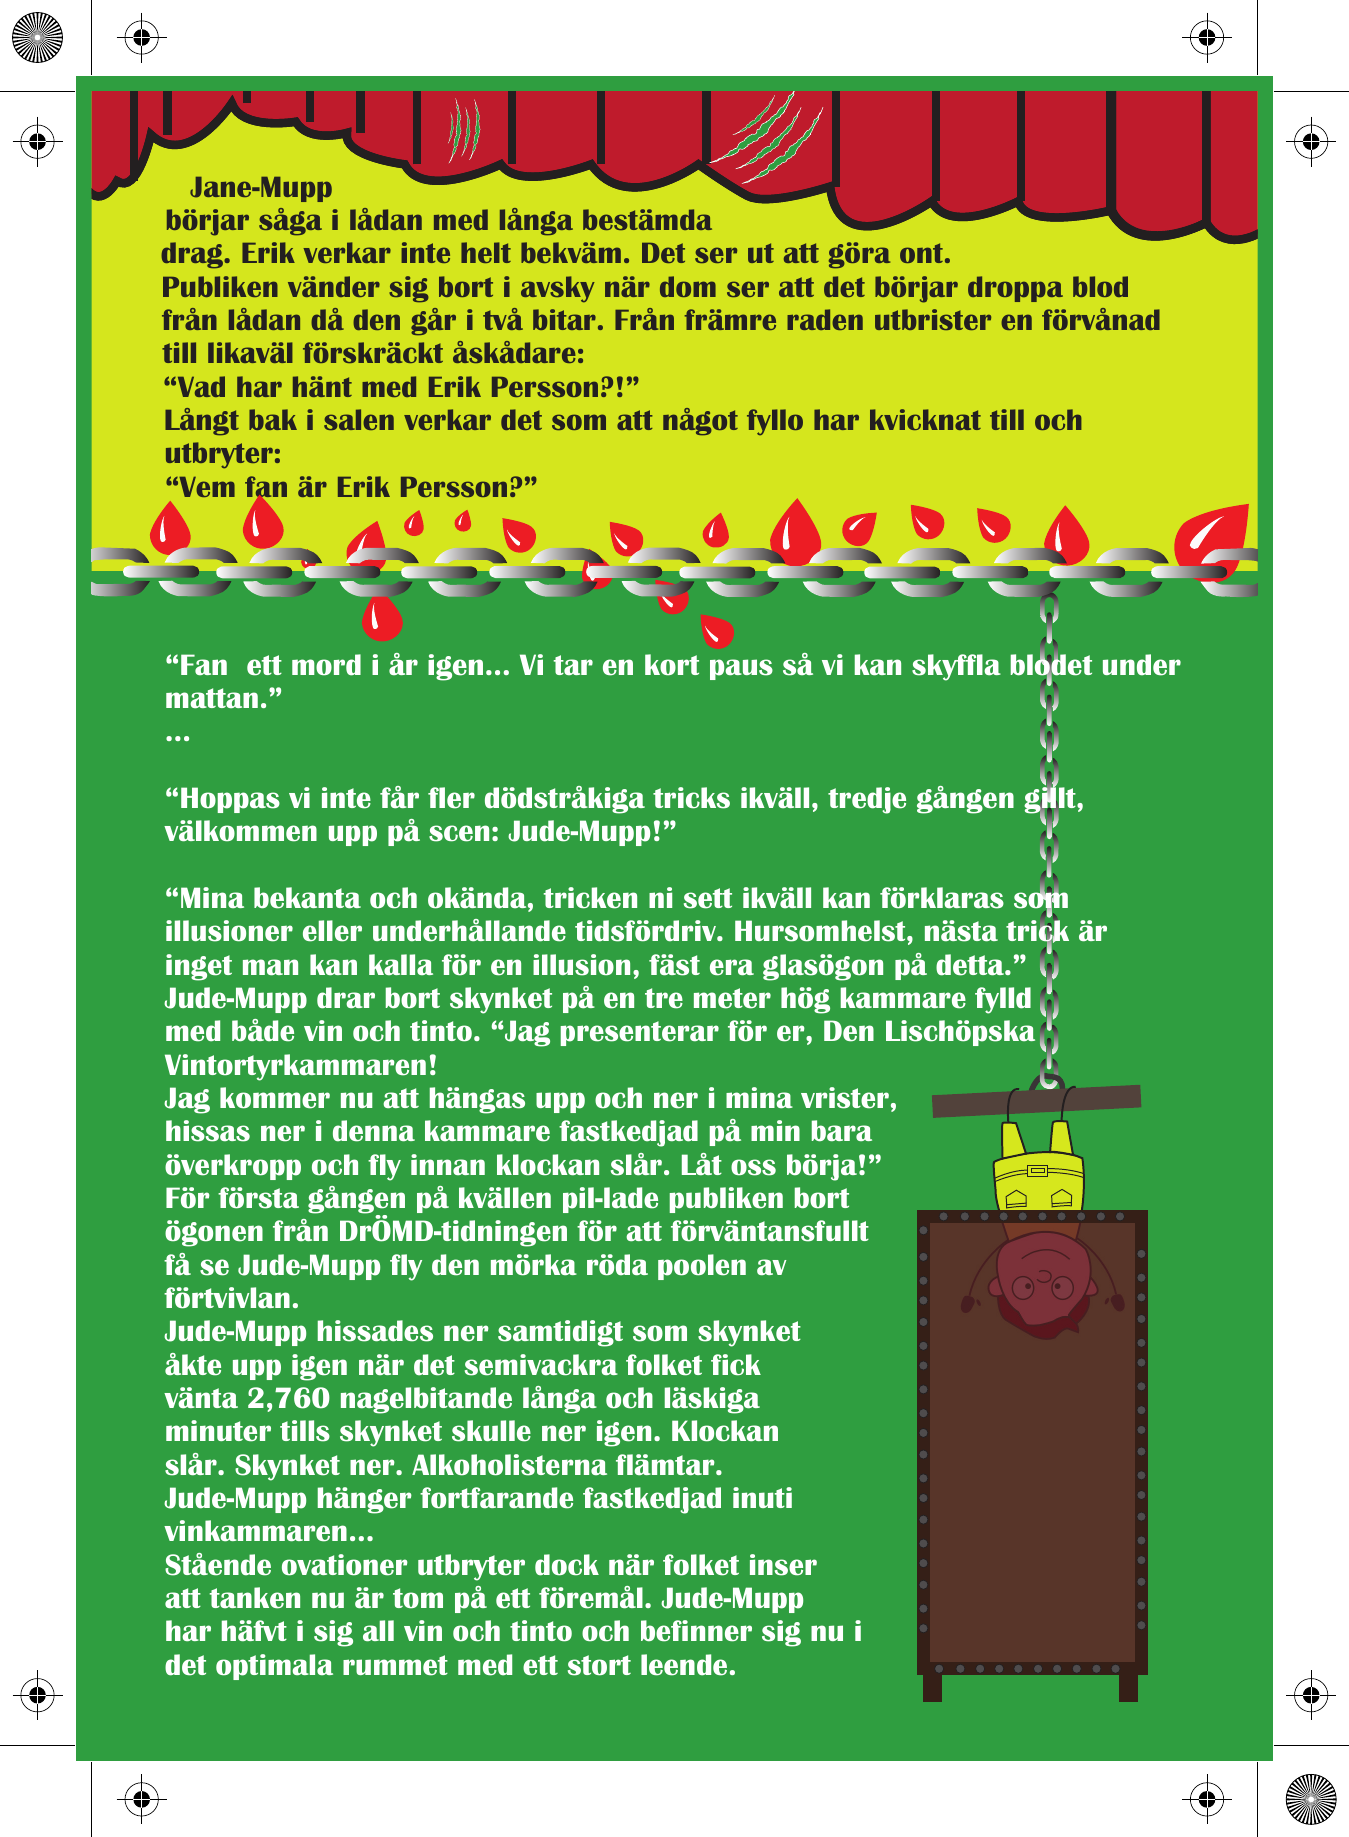 Jane-Mupp
börjar såga i lådan med långa bestämda
drag. Erik verkar inte helt bekväm. Det ser ut att göra ont.
Publiken vänder sig bort i avsky när dom ser att det börjar droppa blod
från lådan då den går i två bitar. Från främre raden utbrister en förvånad
till likaväl förskräckt åskådare:
“Vad har hänt med Erik Persson?!”
Långt bak i salen verkar det som att något fyllo har kvicknat till och
utbryter:
“Vem fan är Erik Persson?”
“Fan  ett mord i år igen... Vi tar en kort paus så vi kan skyffla blodet under
mattan.”
...
“Hoppas vi inte får fler dödstråkiga tricks ikväll, tredje gången gillt,
välkommen upp på scen: Jude-Mupp!”
“Mina bekanta och okända, tricken ni sett ikväll kan förklaras som
illusioner eller underhållande tidsfördriv. Hursomhelst, nästa trick är
inget man kan kalla för en illusion, fäst era glasögon på detta.”
Jude-Mupp drar bort skynket på en tre meter hög kammare fylld
med både vin och tinto. “Jag presenterar för er, Den Lischöpska
Vintortyrkammaren!
Jag kommer nu att hängas upp och ner i mina vrister,
hissas ner i denna kammare fastkedjad på min bara
överkropp och fly innan klockan slår. Låt oss börja!”
För första gången på kvällen pil-lade publiken bort
ögonen från DrÖMD-tidningen för att förväntansfullt
få se Jude-Mupp fly den mörka röda poolen av
förtvivlan.
Jude-Mupp hissades ner samtidigt som skynket
åkte upp igen när det semivackra folket fick
vänta 2,760 nagelbitande långa och läskiga
minuter tills skynket skulle ner igen. Klockan
slår. Skynket ner. Alkoholisterna flämtar.
Jude-Mupp hänger fortfarande fastkedjad inuti
vinkammaren...
Stående ovationer utbryter dock när folket inser
att tanken nu är tom på ett föremål. Jude-Mupp
har häfvt i sig all vin och tinto och befinner sig nu i
det optimala rummet med ett stort leende.